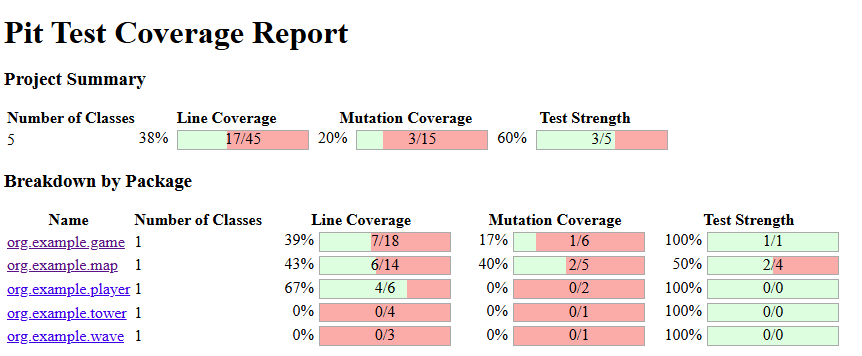 Pit Test Coverage Report
Project Summary
Number of Classes Line Coverage Mutation Coverage Test Strength
5 38% 17/45 20% 3/15 60% 3/5
Breakdown by Package
Name Number of Classes Line Coverage Mutation Coverage Test Strength
org.example.game 1 39% 7/18 17% 1/6 100% 1/1
org.example.map 1 43% 6/14 40% 2/5 50% 2/4
org.example.player 1 67% 4/6 0% 0/2 100% 0/0
org.example.tower 1 0% 0/4 0% 0/1 100% 0/0
org.example.wave 1 0% 0/3 0% 0/1 100% 0/0